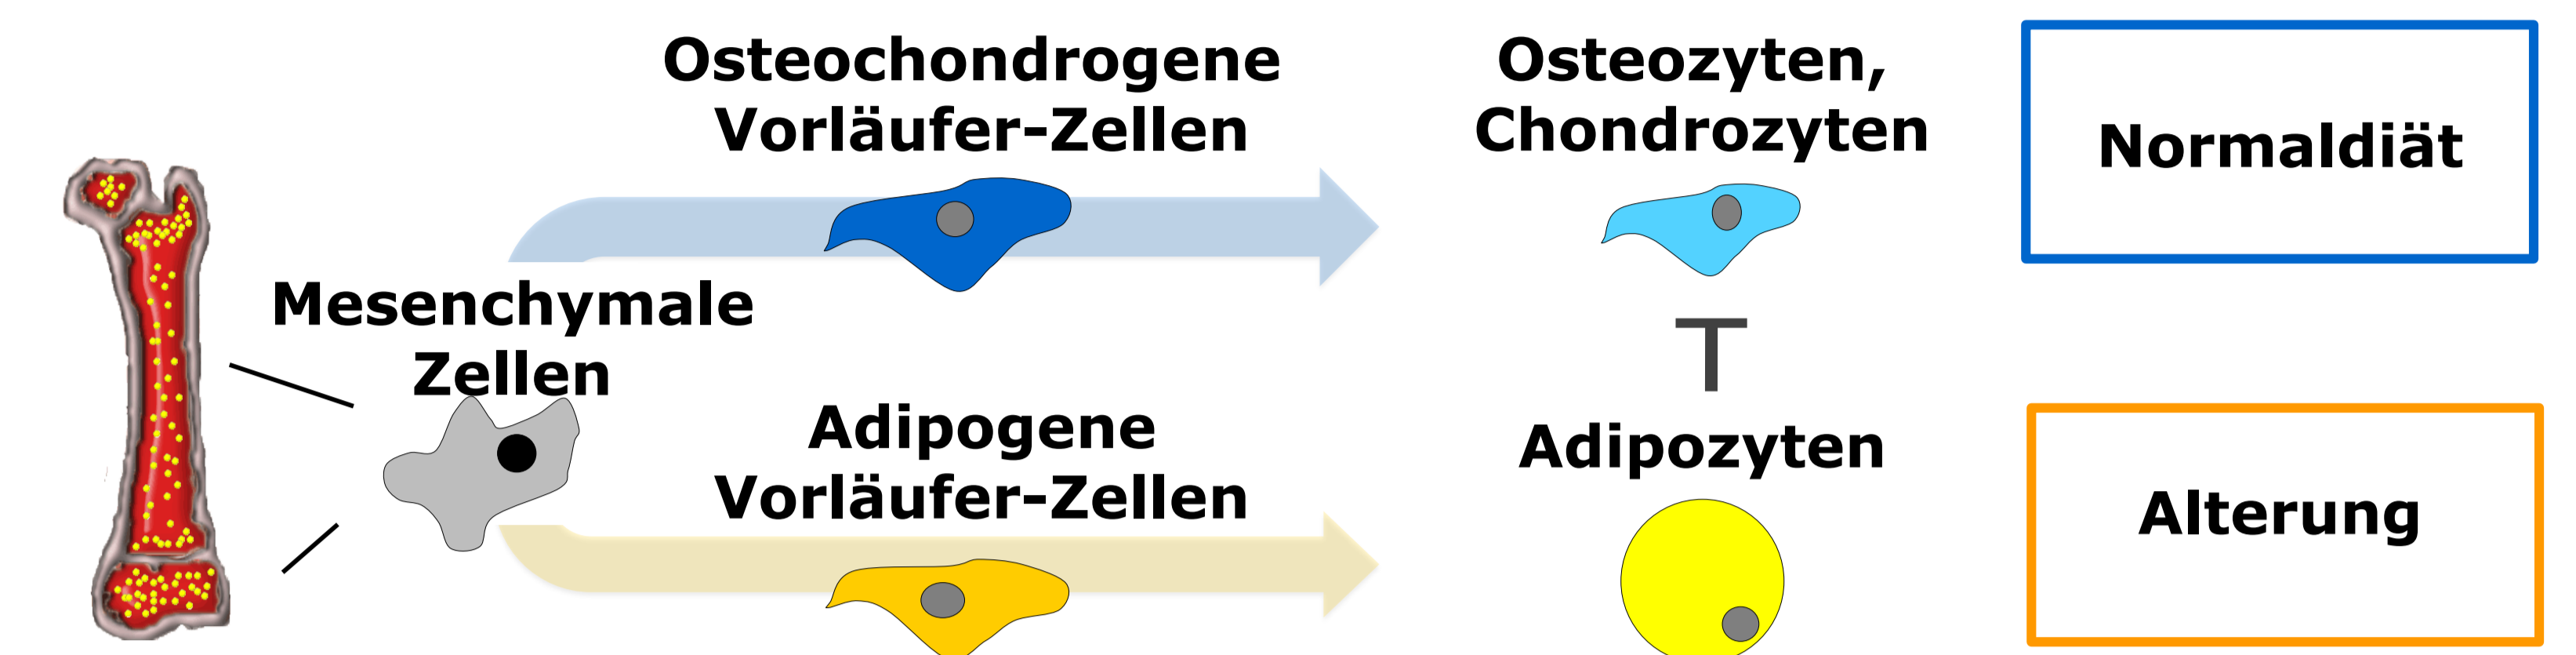 Osteochondrogene
Vorläufer-Zellen
Osteozyten,
Chondrozyten
Normaldiät
Mesenchymale
Zellen
Adipogene
Vorläufer-Zellen
Adipozyten
Alterung